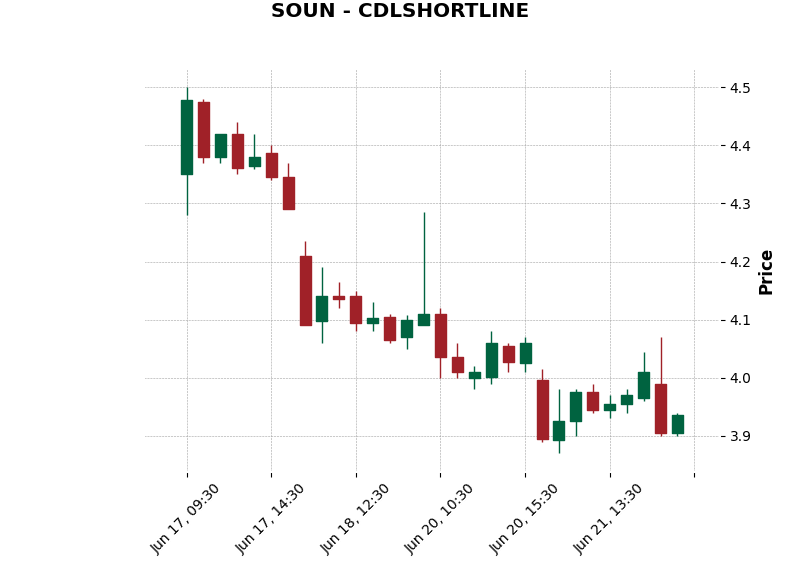 SOUN - CDLSHORTLINE
4.5
4.4
4.3
4.2
4.1
4.0
3.9
Price
Jun 17, 09:30
Jun 17, 14:30
Jun 18, 12:30
Jun 20, 10:30
Jun 20, 15:30
Jun 21, 13:30